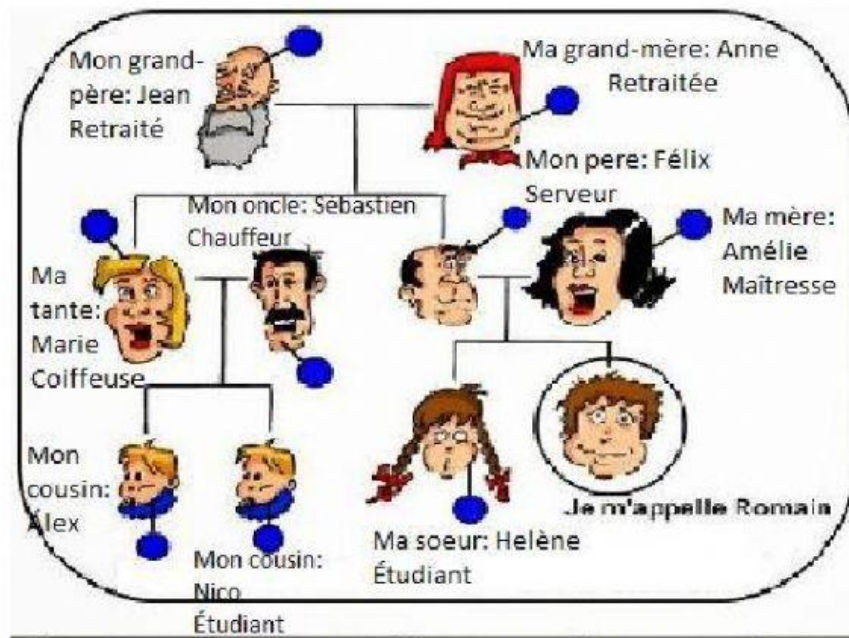 Mon grand-
père: Jean
Retraité
Ma grand-mère: Anne
Retraitée
Mon pere: Félix
Serveur
Mon oncle: Sebastien
Chauffeur
Ma mère:
Amélie
Maîtresse
Ma
tante:
Marie
Coiffeuse
Mon
cousin:
Álex
Mon cousin:
Nico
Étudiant
Ma soeur: Helène
Étudiant
Je m'appelle Romain